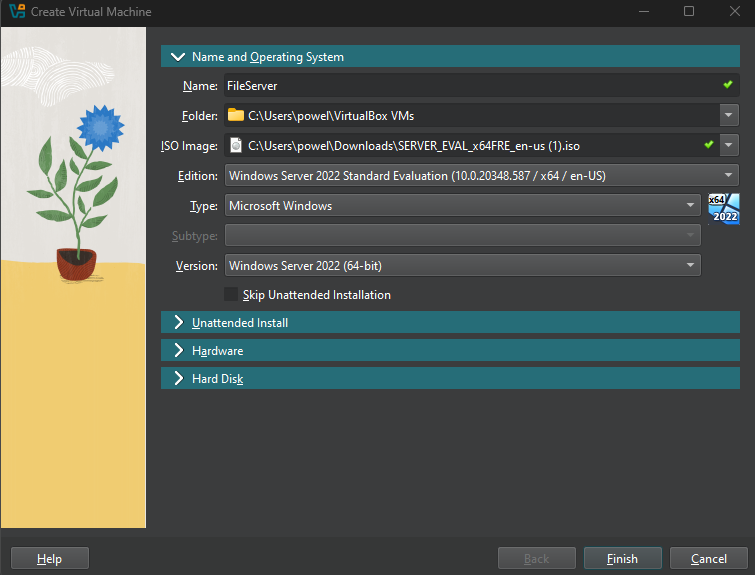 Create Virtual Machine
Name and Operating System
Name: FileServer
Folder: C:\Users\powel\VirtualBox VMs
ISO Image: C:\Users\powel\Downloads\SERVER_EVAL_x64FRE_en-us (1).iso
Edition: Windows Server 2022 Standard Evaluation (10.0.20348.587 / x64 / en-US)
Type: Microsoft Windows
x64
2022
Subtype:
Version: Windows Server 2022 (64-bit)
Skip Unattended Installation
Unattended Install
Hardware
Hard Disk
Help Back Finish Cancel